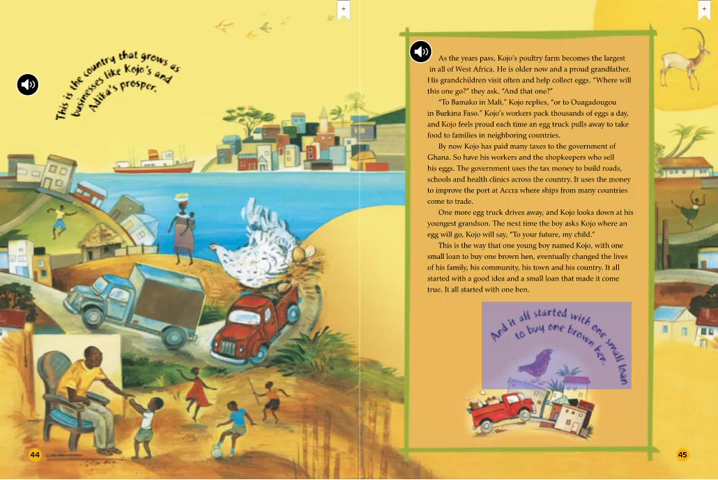 This is the country that grows as
businesses like Kojo's and
Adika's prosper.
As the years pass, Kojo's poultry farm becomes the largest
in all of West Africa. He is older now and a proud grandfather.
His grandchildren visit often and help collect eggs. "Where will
this one go?" they ask. "And that one?"
"To Bamako in Mali," Kojo replies, "or to Ouagadougou
in Burkina Faso." Kojo's workers pack thousands of eggs a day,
and Kojo feels proud each time an egg truck pulls away to take
food to families in neighboring countries.
By now Kojo has paid many taxes to the government of
Ghana. So have his workers and the shopkeepers who sell
his eggs. The government uses the tax money to build roads,
schools and health clinics across the country. It uses the money
to improve the port at Accra where ships from many countries
come to trade.
One more egg truck drives away, and Kojo looks down at his
youngest grandson. The next time the boy asks Kojo where an
egg will go, Kojo will say, "To your future, my child."
This is the way that one young boy named Kojo, with one
small loan to buy one brown hen, eventually changed the lives
of his family, his community, his town and his country. It all
started with a good idea and a small loan that made it come
true. It all started with one hen.
And it all started with one small loan
to buy one brown hen.
44
45